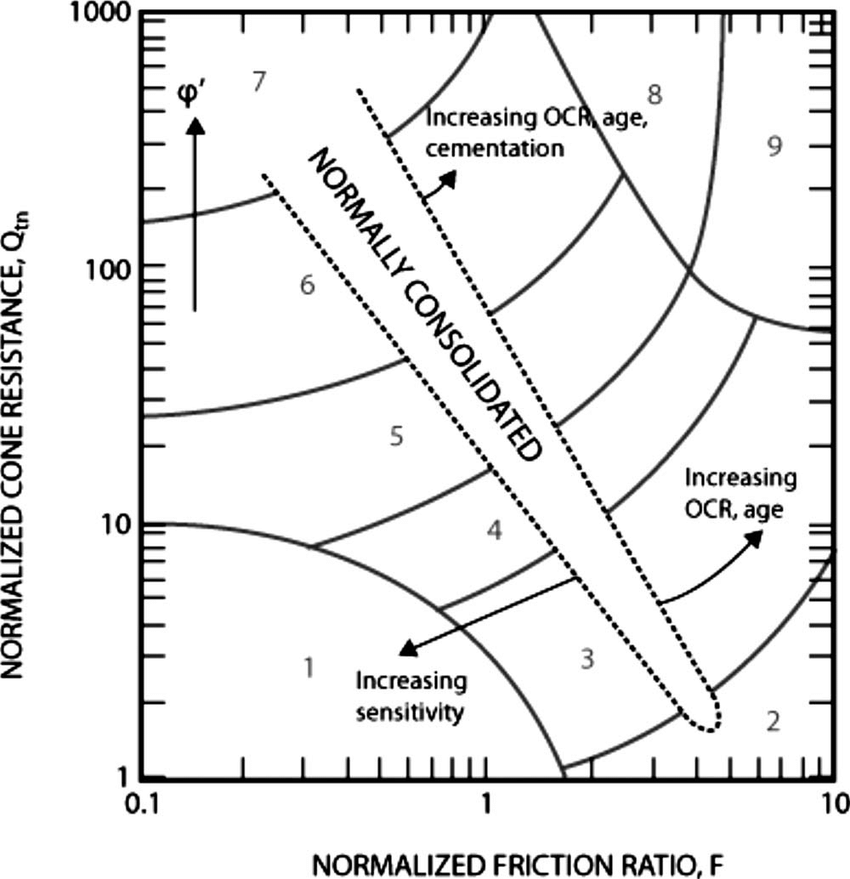 1000
7
8
φ'
Increasing OCR, age,
cementation
9
NORMALLY CONSOLIDATED
100
6
5
Increasing
OCR, age
10
4
3
1
Increasing
sensitivity
2
1
0.1
1
10
NORMALIZED CONE RESISTANCE, Qtn
NORMALIZED FRICTION RATIO, F